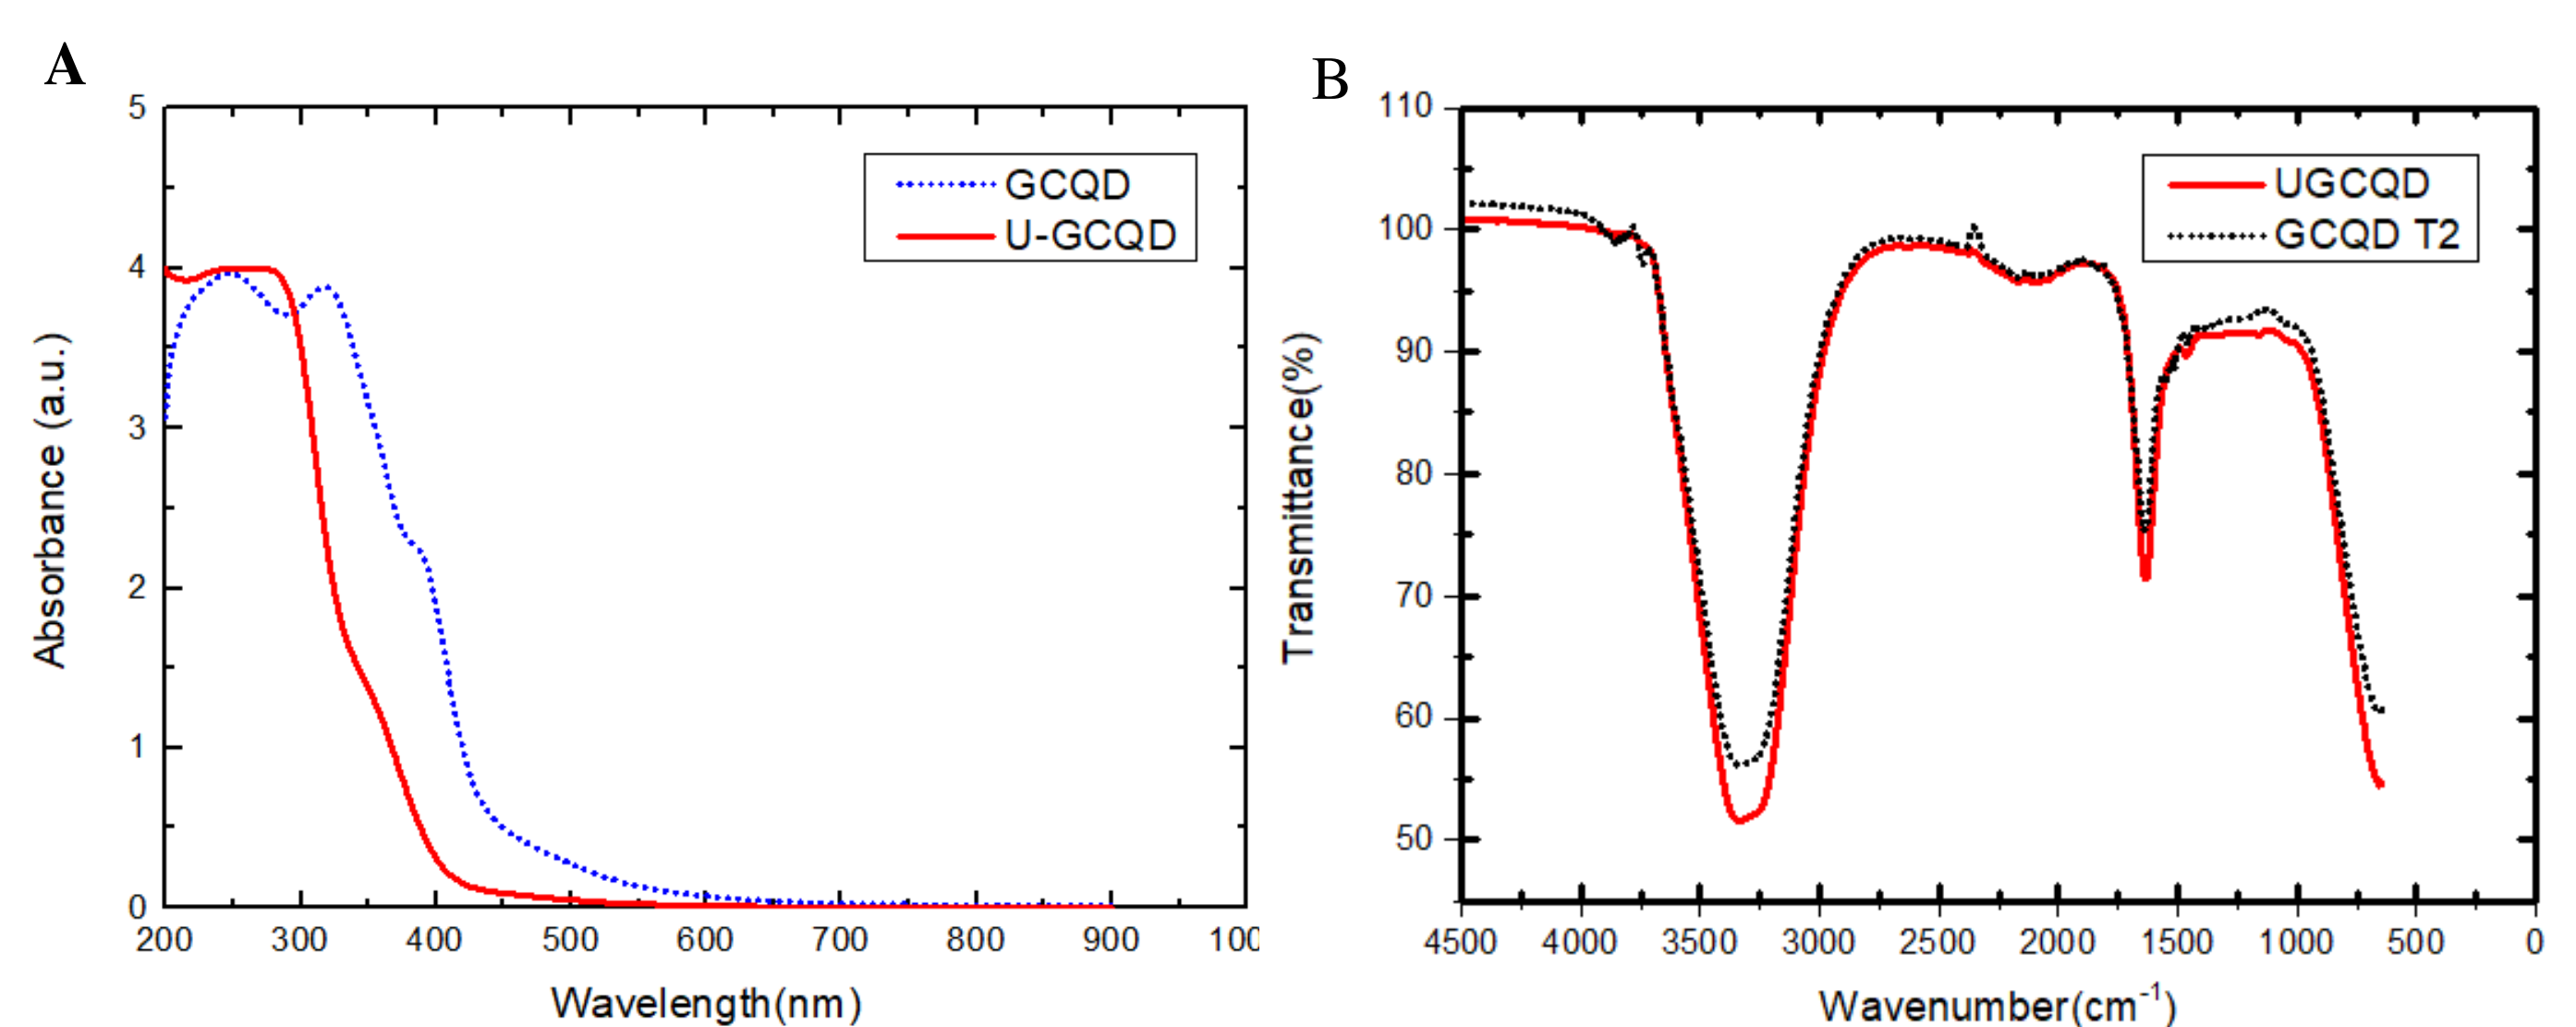 A
5
4
3
2
1
0
Absorbance (a.u.)
GCQD
U-GCQD
200 300 400 500 600 700 800 900 100
Wavelength(nm)
B
110
100
90
80
70
60
50
Transmittance(%)
UGCQD
GCQD T2
4500 4000 3500 3000 2500 2000 1500 1000 500 0
Wavenumber(cm⁻¹)